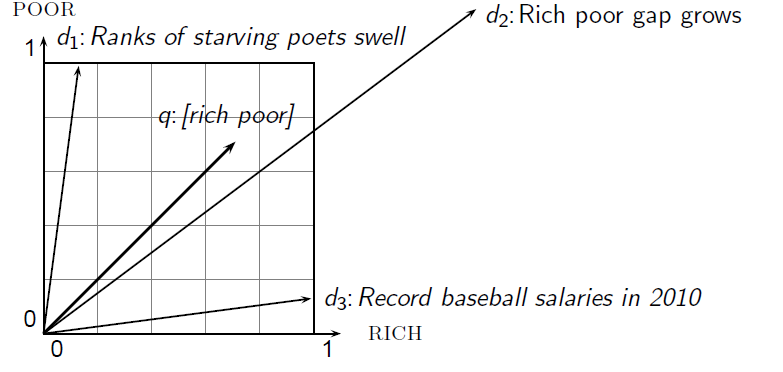 POOR
1
d₁: Ranks of starving poets swell
d₂: Rich poor gap grows
q: [rich poor]
d₃: Record baseball salaries in 2010
0
RICH
0
1